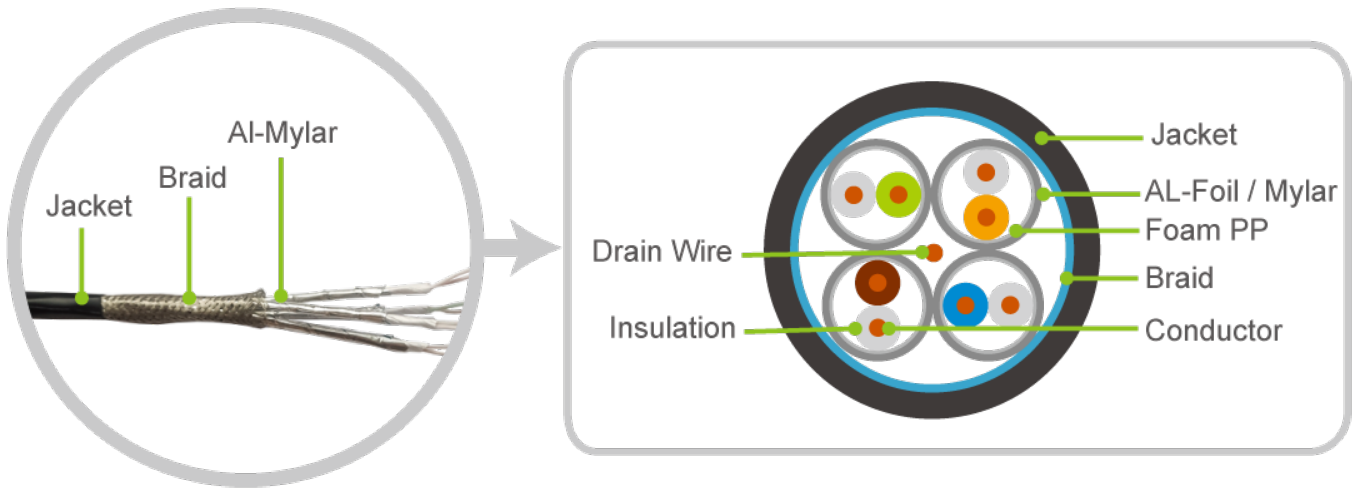 Al-Mylar
Braid
Jacket
Jacket
AL-Foil / Mylar
Foam PP
Drain Wire
Braid
Insulation
Conductor